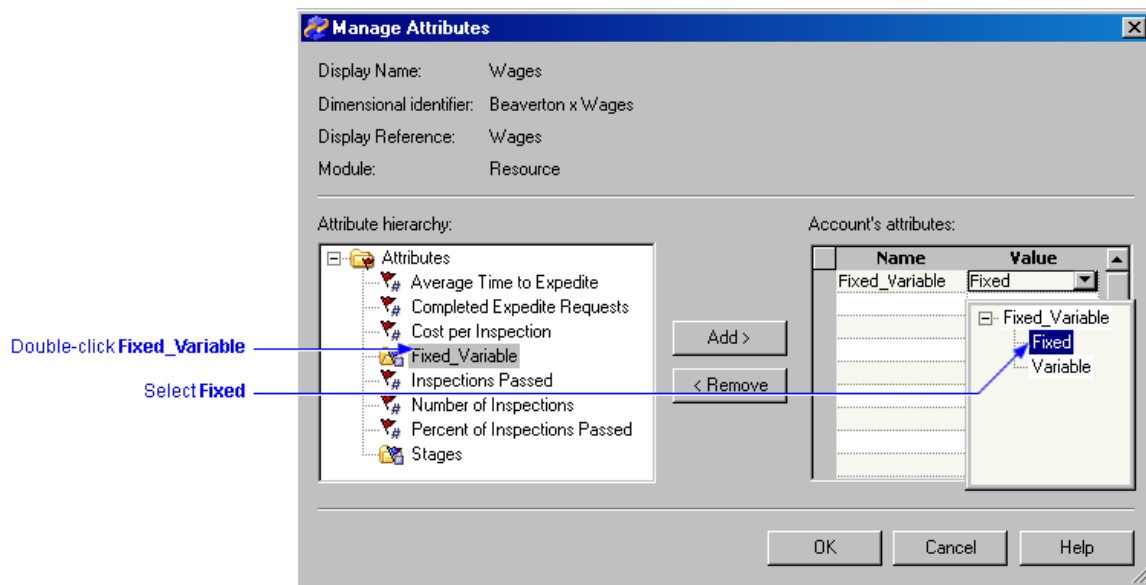 Manage Attributes
Display Name: Wages
Dimensional identifier: Beaverton x Wages
Display Reference: Wages
Module: Resource
Attribute hierarchy:
Attributes
Average Time to Expedite
Completed Expedite Requests
Cost per Inspection
Fixed_Variable
Inspections Passed
Number of Inspections
Percent of Inspections Passed
Stages
Double-click Fixed_Variable
Select Fixed
Add >
< Remove
Account's attributes:
Name Value
Fixed_Variable Fixed
Fixed_Variable
Fixed
Variable
OK Cancel Help